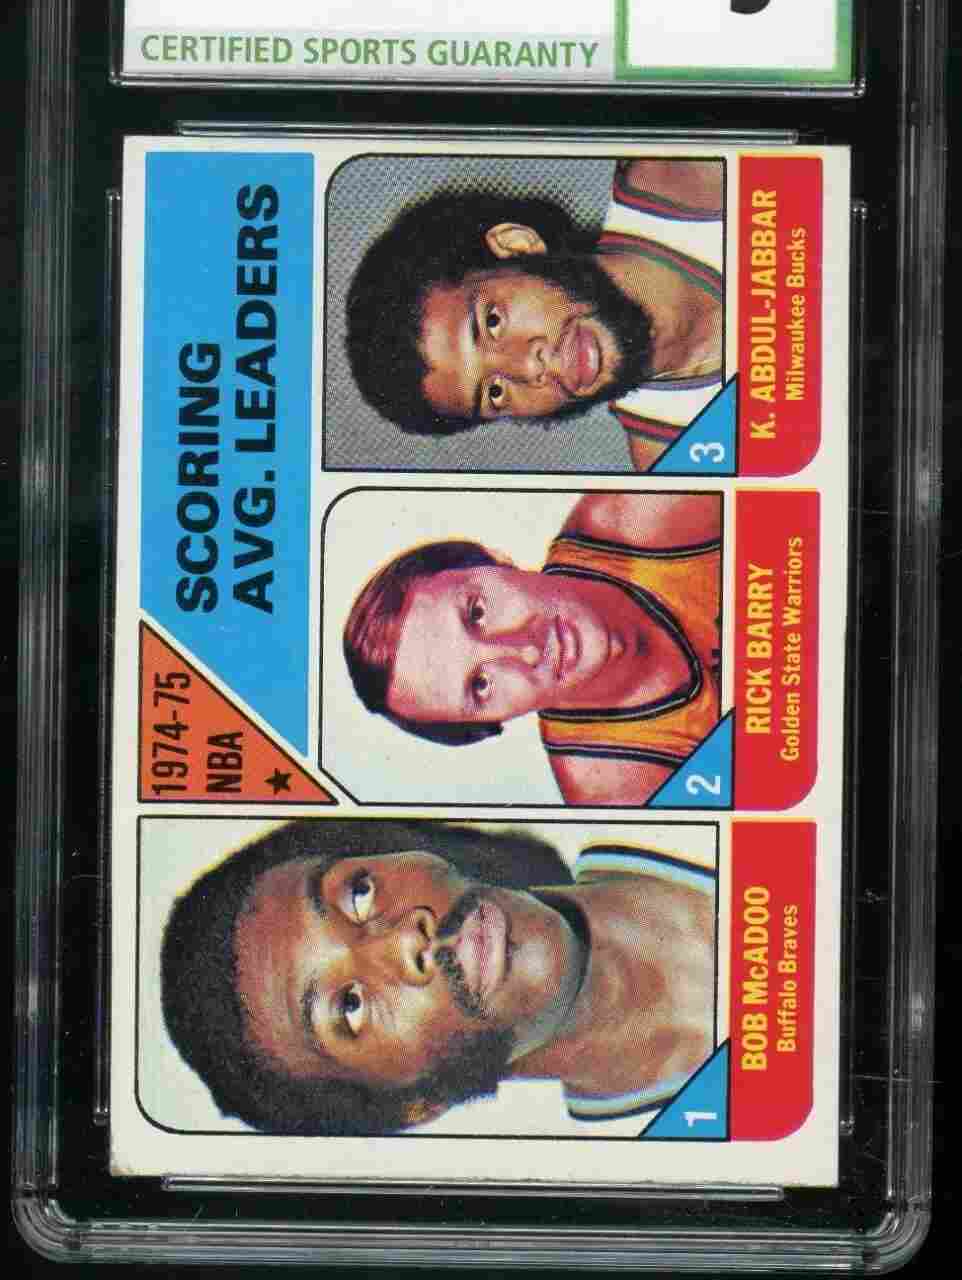 CERTIFIED SPORTS GUARANTY
1974-75
NBA
SCORING
AVG. LEADERS
1
BOB McADOO
Buffalo Braves
2
RICK BARRY
Golden State Warriors
3
K. ABDUL-JABBAR
Milwaukee Bucks